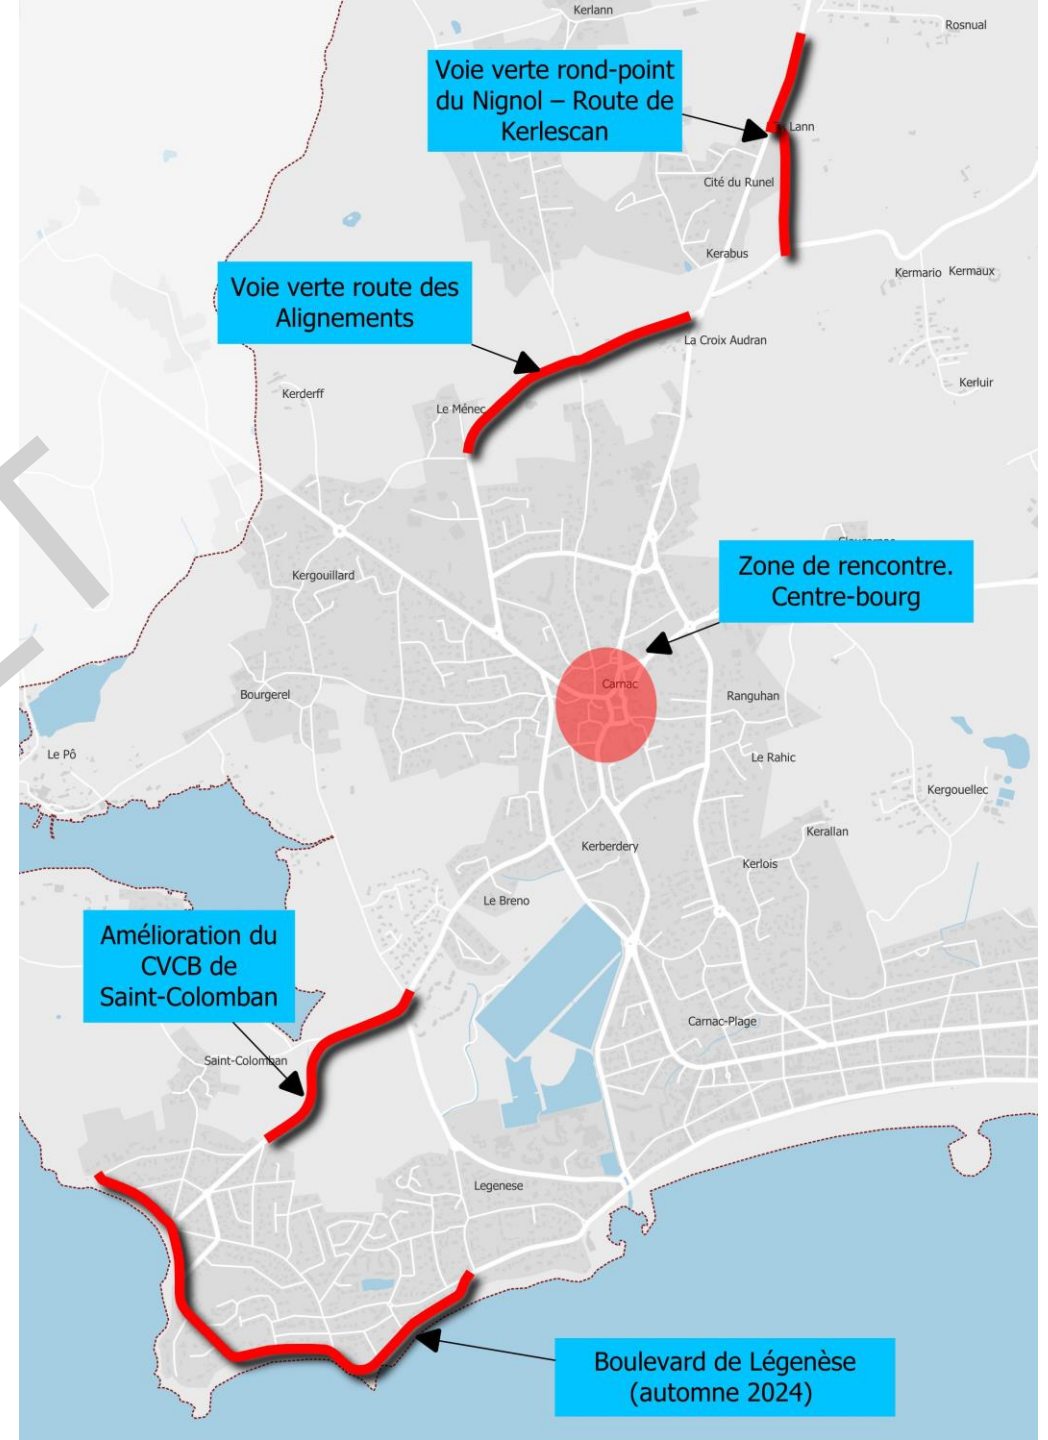 Kerlann
Rosnual
Voie verte rond-point
du Nignol – Route de
Kerlescan
Lann
Cité du Runel
Kerabus
Kermario
Kermaux
Voie verte route des
Alignements
La Croix Audran
Kerluir
Kerderff
Le Ménec
Zone de rencontre.
Centre-bourg
Kergouillard
Carnac
Bourgerel
Ranguhan
Le Pô
Le Rahic
Kergouellec
Kerallan
Kerberdery
Kerlois
Le Breno
Amélioration du
CVCB de
Saint-Colomban
Carnac-Plage
Saint-Colomban
Legenese
Boulevard de Légenèse
(automne 2024)